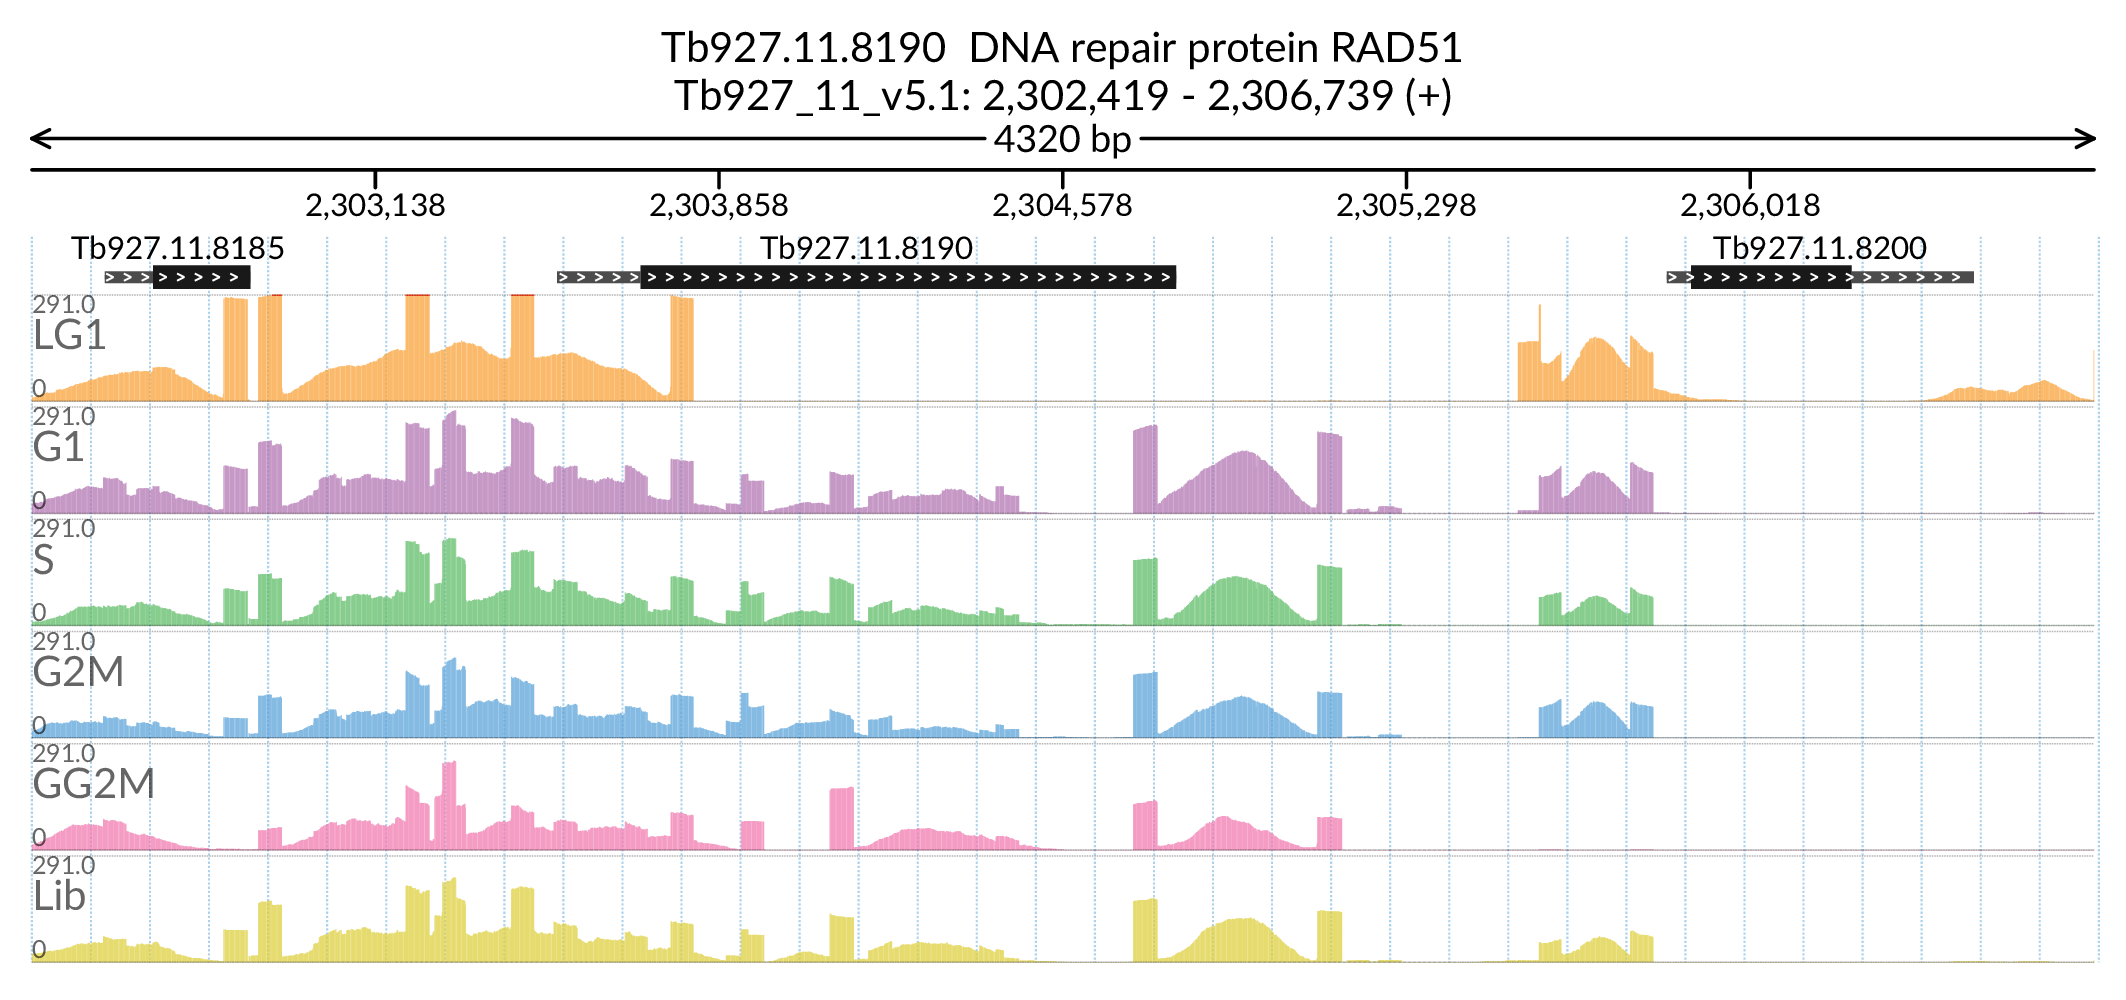 Tb927.11.8190  DNA repair protein RAD51
Tb927_11_v5.1: 2,302,419 - 2,306,739 (+)
4320 bp
2,303,138 2,303,858 2,304,578 2,305,298 2,306,018
Tb927.11.8185 Tb927.11.8190 Tb927.11.8200
291.0
LG1
0
291.0
G1
0
291.0
S
0
291.0
G2M
0
291.0
GG2M
0
291.0
Lib
0